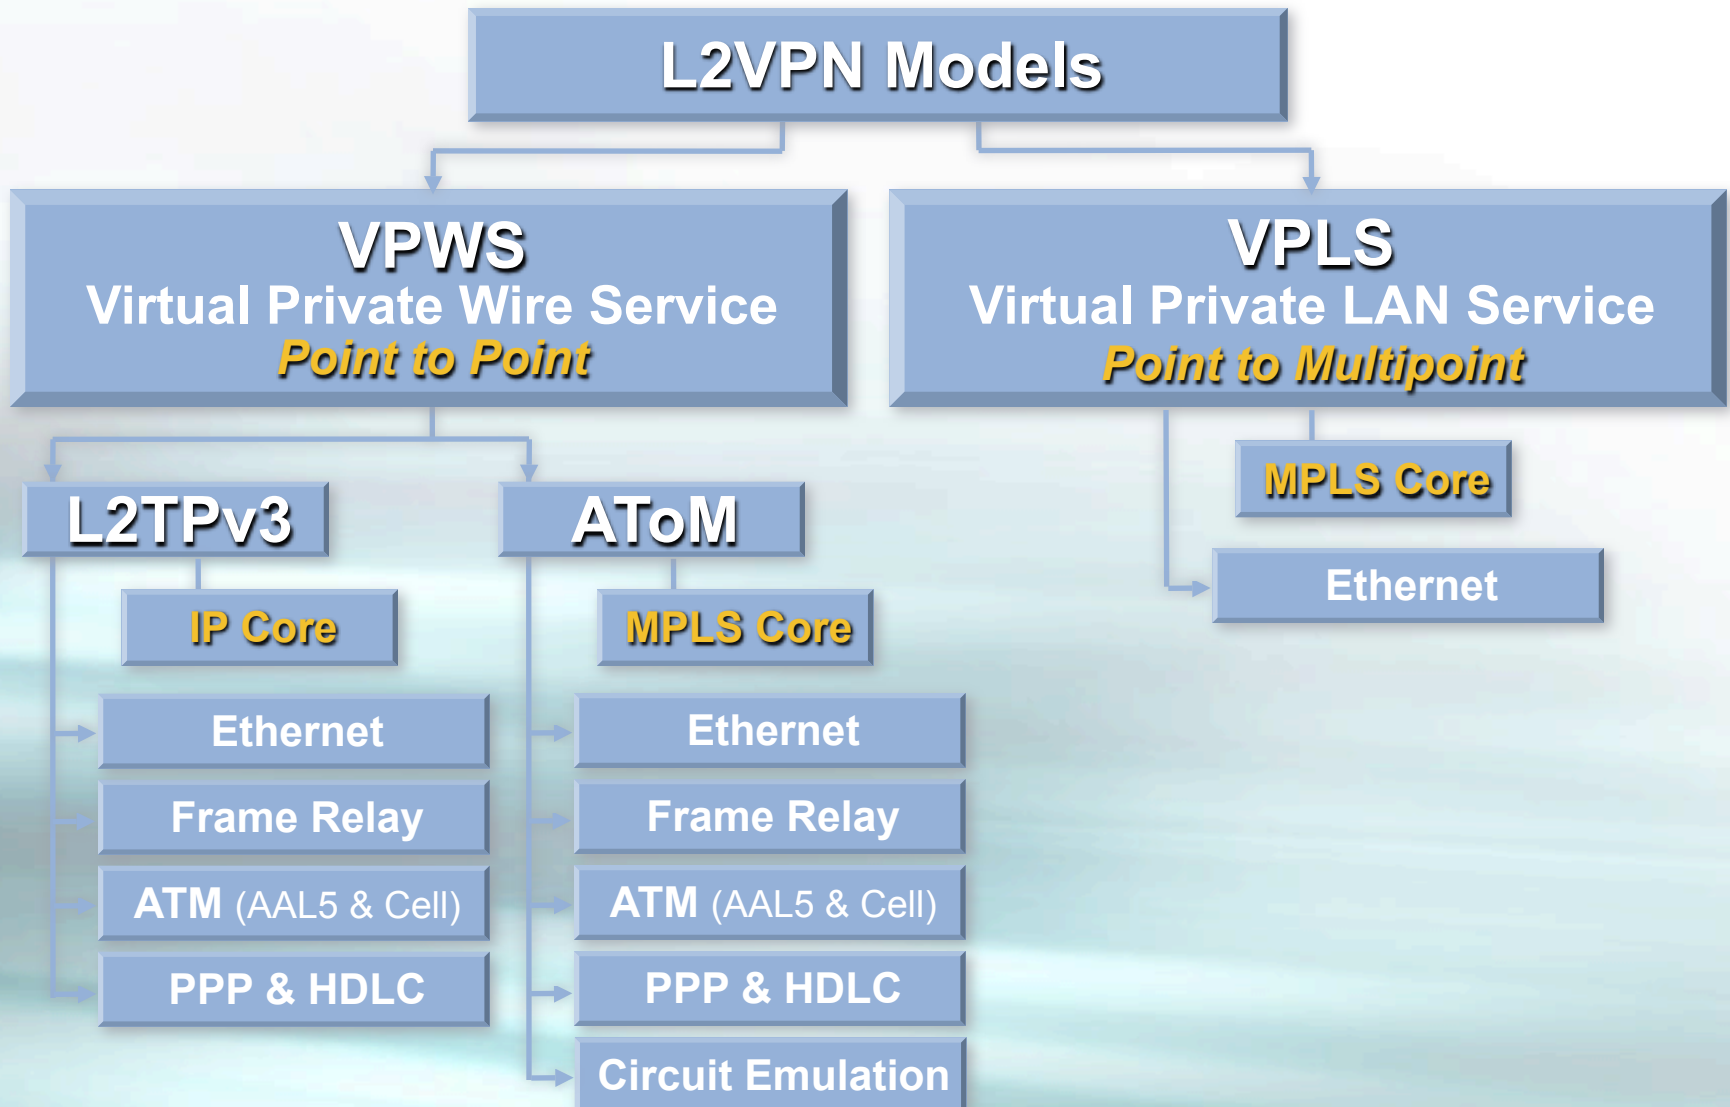 L2VPN Models
VPWS
Virtual Private Wire Service
Point to Point
VPLS
Virtual Private LAN Service
Point to Multipoint
L2TPv3
IP Core
Ethernet
Frame Relay
ATM (AAL5 & Cell)
PPP & HDLC
AToM
MPLS Core
Ethernet
Frame Relay
ATM (AAL5 & Cell)
PPP & HDLC
Circuit Emulation
MPLS Core
Ethernet